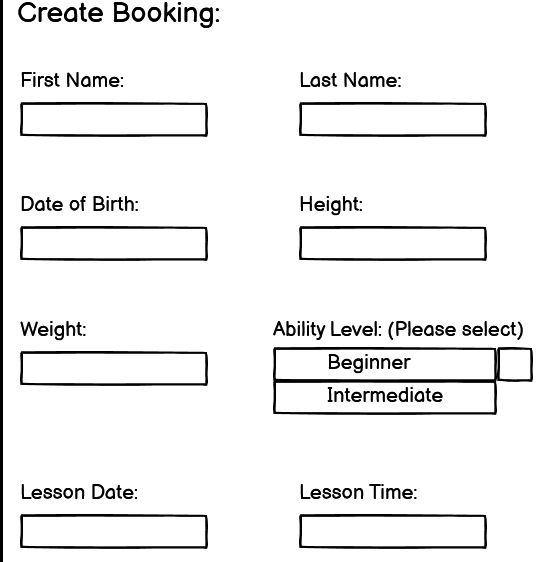 Create Booking:
First Name:
Last Name:
Date of Birth:
Height:
Weight:
Ability Level: (Please select)
Beginner
Intermediate
Lesson Date:
Lesson Time: